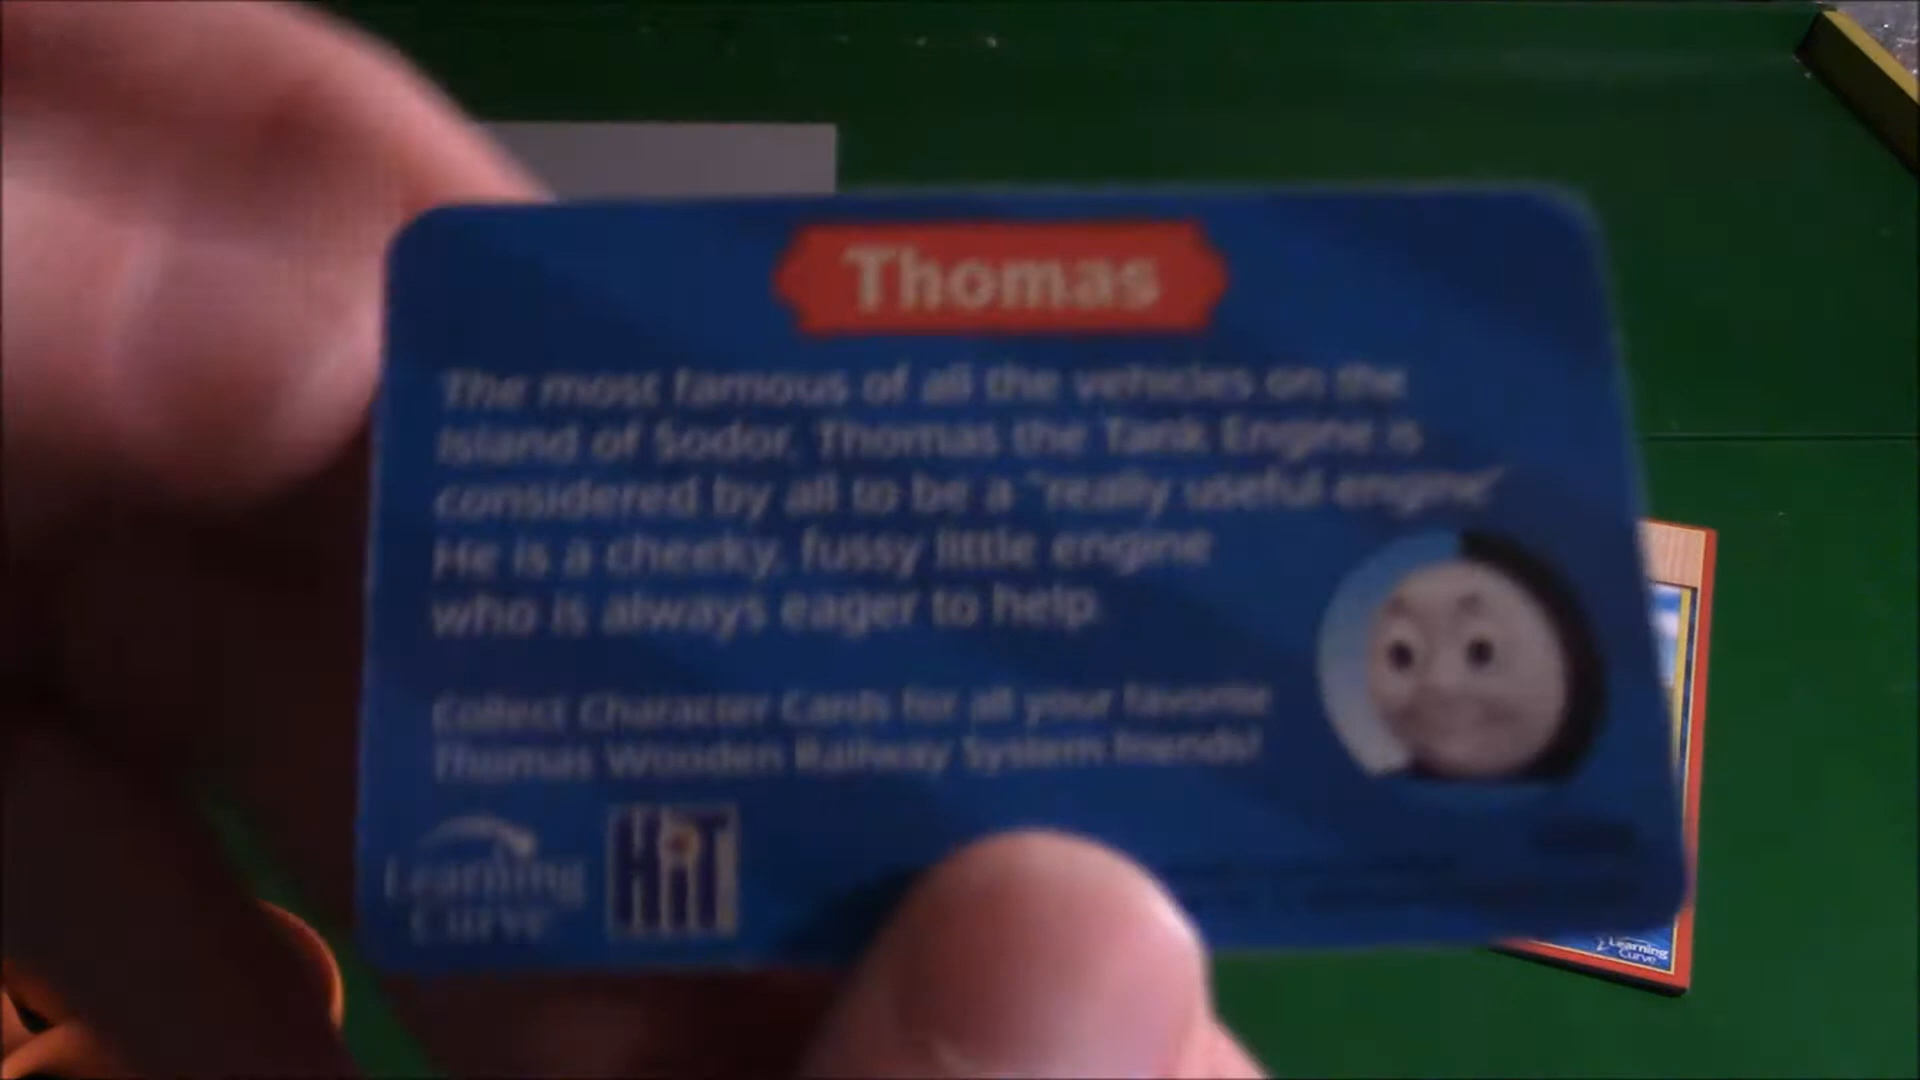 Thomas
The most famous of all the vehicles on the
Island of Sodor, Thomas the Tank Engine is
considered by all to be a "really useful engine"
He is a cheeky, fussy little engine
who is always eager to help.
Collect Character Cards for all your favorite
Thomas Wooden Railway System friends!
Learning
Curve
HiT
Learning
Curve